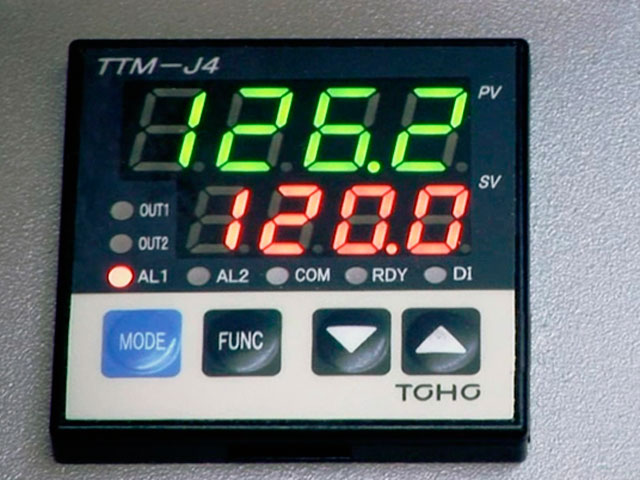 TTM-J4
126.2 PV
120.0 SV
OUT1
OUT2
AL1 AL2 COM RDY DI
MODE FUNC
TOHO